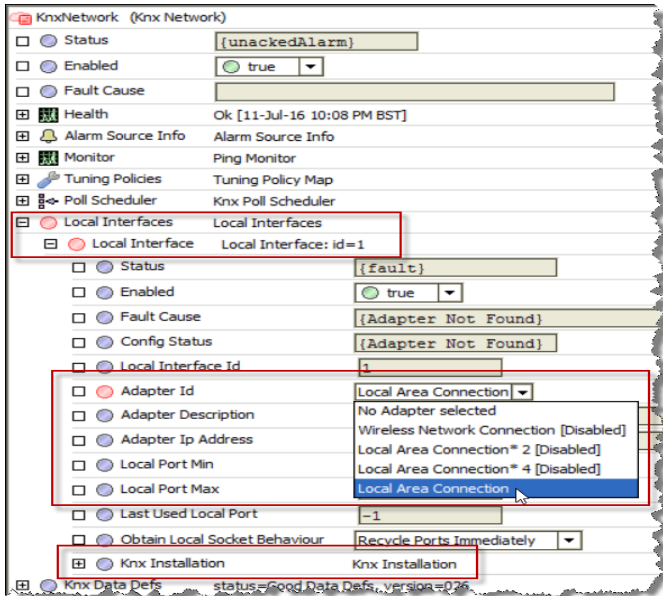 KnxNetwork (Knx Network)
Status {unackedAlarm}
Enabled true
Fault Cause
Health Ok [11-Jul-16 10:08 PM BST]
Alarm Source Info Alarm Source Info
Monitor Ping Monitor
Tuning Policies Tuning Policy Map
Poll Scheduler Knx Poll Scheduler
Local Interfaces Local Interfaces
Local Interface Local Interface: id=1
Status {fault}
Enabled true
Fault Cause {Adapter Not Found}
Config Status {Adapter Not Found}
Local Interface Id 1
Adapter Id Local Area Connection
Adapter Description No Adapter selected
Wireless Network Connection [Disabled]
Adapter Ip Address Local Area Connection* 2 [Disabled]
Local Port Min Local Area Connection* 4 [Disabled]
Local Port Max Local Area Connection
Last Used Local Port -1
Obtain Local Socket Behaviour Recycle Ports Immediately
Knx Installation Knx Installation
Knx Data Defs status=Good Data Defs, version=026